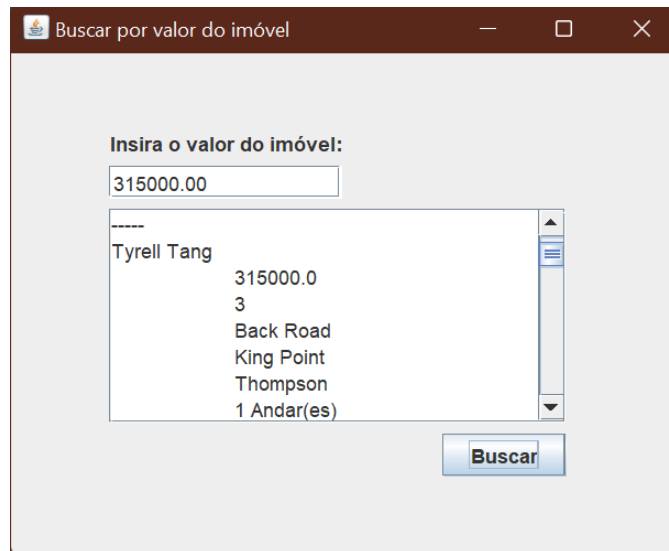 Buscar por valor do imóvel
Insira o valor do imóvel:
315000.00
-----
Tyrell Tang
315000.0
3
Back Road
King Point
Thompson
1 Andar(es)
Buscar